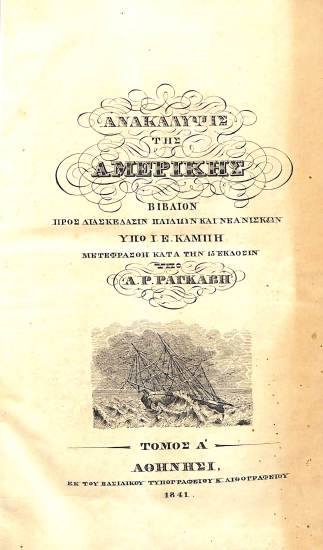 ΑΝΑΚΑΛΥΨΙΣ
ΤΗΣ
ΑΜΕΡΙΚΗΣ
ΒΙΒΛΙΟΝ
ΠΡΟΣ ΔΙΑΣΚΕΔΑΣΙΝ ΠΑΙΔΙΩΝ ΚΑΙ ΝΕΑΝΙΣΚΩΝ
ΥΠΟ Ι Ε. ΚΑΜΠΗ
ΜΕΤΕΦΡΑΣΘΗ ΚΑΤΑ ΤΗΝ 15 ΕΚΔΟΣΙΝ
ΥΠΟ
Α. Ρ. ΡΑΓΚΑΒΗ
ΤΟΜΟΣ Α'
ΑΘΗΝΗΣΙ,
ΕΚ ΤΟΥ ΒΑΣΙΛΙΚΟΥ ΤΥΠΟΓΡΑΦΕΙΟΥ Κ. ΛΙΘΟΓΡΑΦΕΙΟΥ
1841.